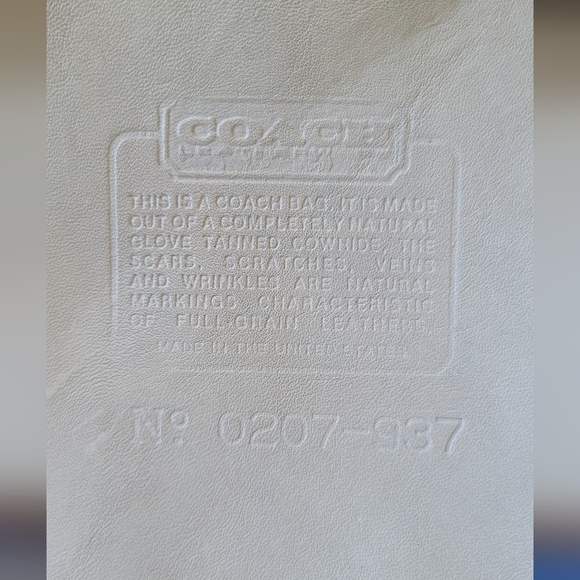 COACH
LEATHERWARE
THIS IS A COACH BAG. IT IS MADE
OUT OF A COMPLETELY NATURAL
GLOVE TANNED COWHIDE, THE
SCARS, SCRATCHES, VEINS
AND WRINKLES ARE NATURAL
MARKINGS CHARACTERISTIC
OF FULL-GRAIN LEATHERS.
MADE IN THE UNITED STATES
Nº 0207-937